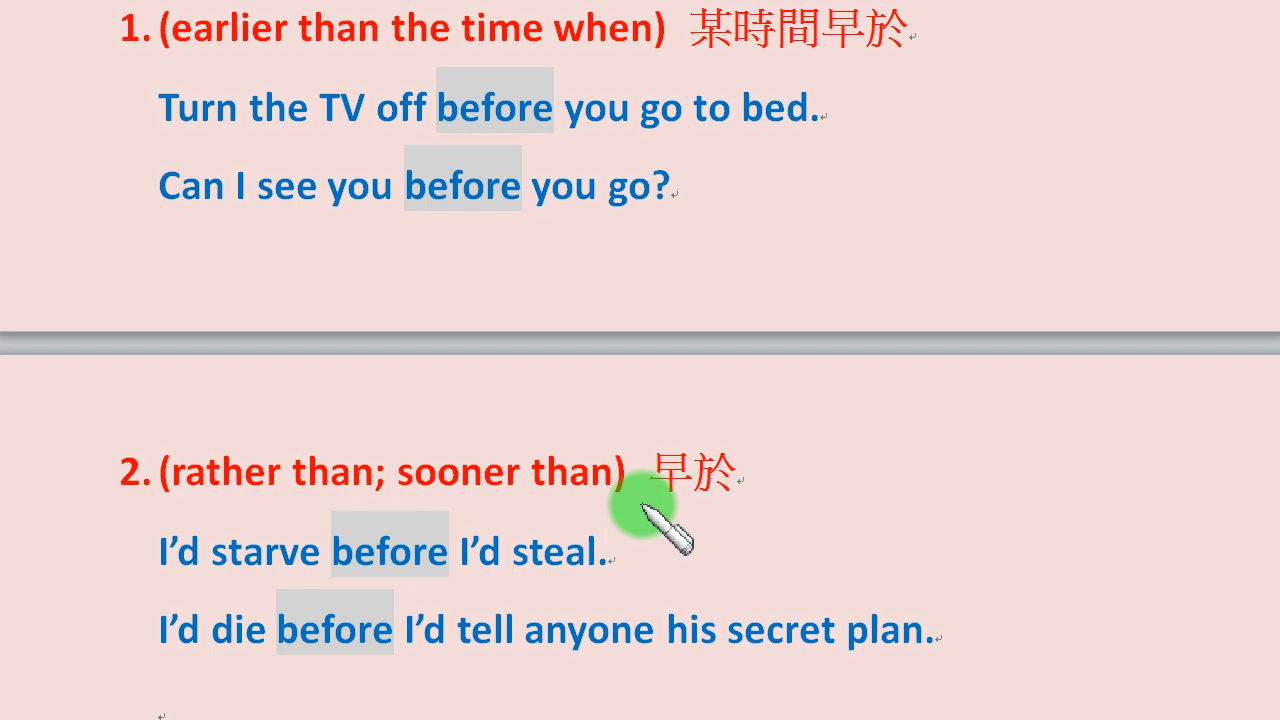 1. (earlier than the time when) 某時間早於
Turn the TV off before you go to bed.
Can I see you before you go?
2. (rather than; sooner than) 早於
I’d starve before I’d steal.
I’d die before I’d tell anyone his secret plan.